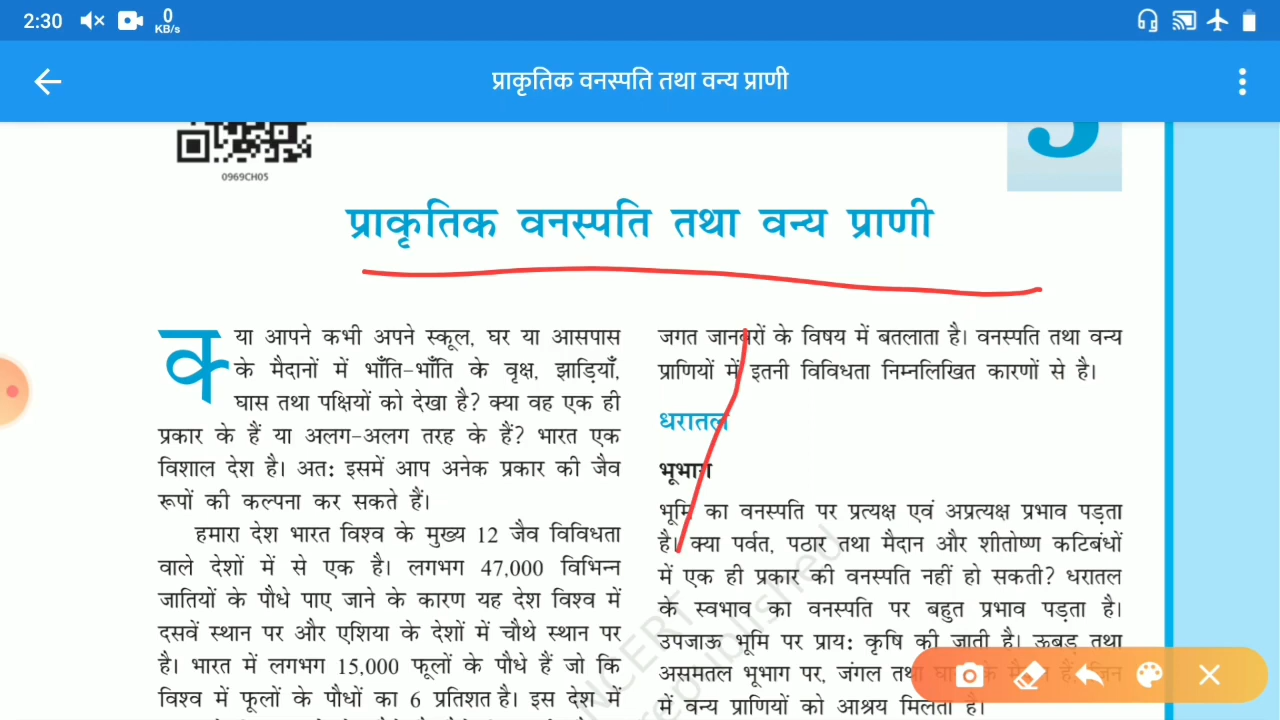 2:30 0 KB/s
प्राकृतिक वनस्पति तथा वन्य प्राणी
0969CH05
5
प्राकृतिक वनस्पति तथा वन्य प्राणी
क्या आपने कभी अपने स्कूल, घर या आसपास
के मैदानों में भाँति-भाँति के वृक्ष, झाड़ियाँ,
घास तथा पक्षियों को देखा है? क्या वह एक ही
प्रकार के हैं या अलग-अलग तरह के हैं? भारत एक
विशाल देश है। अत: इसमें आप अनेक प्रकार की जैव
रूपों की कल्पना कर सकते हैं।
हमारा देश भारत विश्व के मुख्य 12 जैव विविधता
वाले देशों में से एक है। लगभग 47,000 विभिन्न
जातियों के पौधे पाए जाने के कारण यह देश विश्व में
दसवें स्थान पर और एशिया के देशों में चौथे स्थान पर
है। भारत में लगभग 15,000 फूलों के पौधे हैं जो कि
विश्व में फूलों के पौधों का 6 प्रतिशत है। इस देश में
जगत जानवरों के विषय में बतलाता है। वनस्पति तथा वन्य
प्राणियों में इतनी विविधता निम्नलिखित कारणों से है।
धरातल
भूभाग
भूमि का वनस्पति पर प्रत्यक्ष एवं अप्रत्यक्ष प्रभाव पड़ता
है। क्या पर्वत, पठार तथा मैदान और शीतोष्ण कटिबंधों
में एक ही प्रकार की वनस्पति नहीं हो सकती? धरातल
के स्वभाव का वनस्पति पर बहुत प्रभाव पड़ता है।
उपजाऊ भूमि पर प्राय: कृषि की जाती है। ऊबड़ तथा
असमतल भूभाग पर, जंगल तथा घास के मैदान हैं, जिन
में वन्य प्राणियों को आश्रय मिलता है।
NCERT
re published